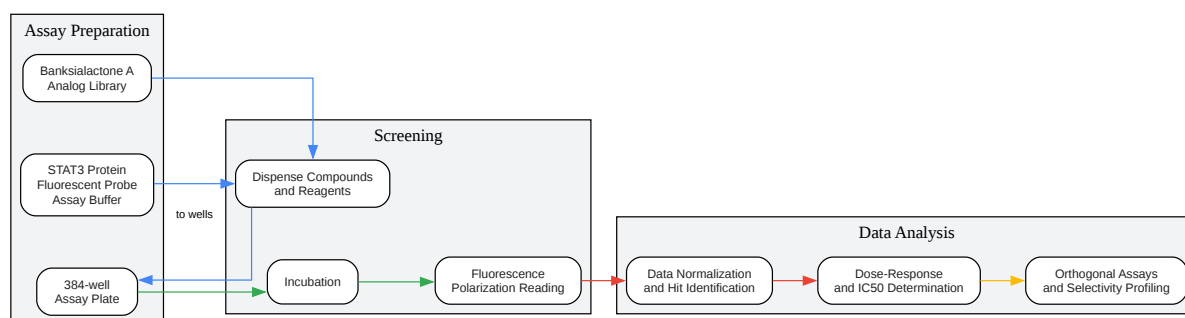 Assay Preparation
Banksialactone A
Analog Library
STAT3 Protein
Fluorescent Probe
Assay Buffer
384-well
Assay Plate
to wells
Screening
Dispense Compounds
and Reagents
Incubation
Fluorescence
Polarization Reading
Data Analysis
Data Normalization
and Hit Identification
Dose-Response
and IC50 Determination
Orthogonal Assays
and Selectivity Profiling